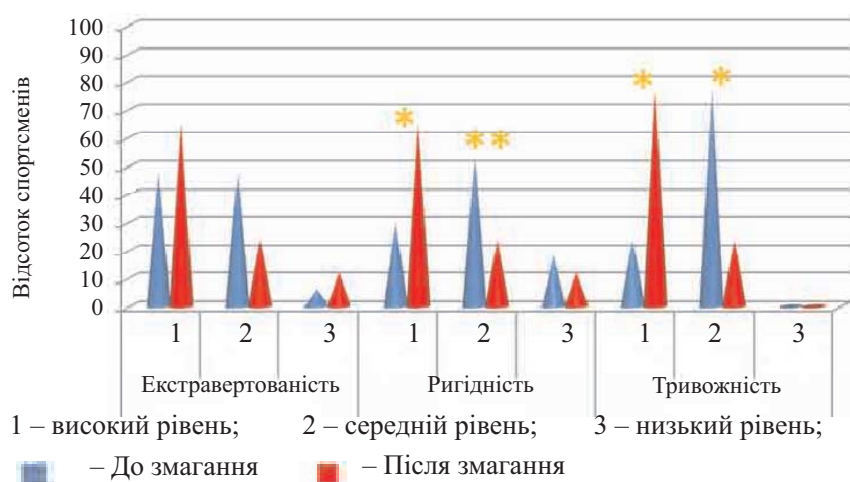 100
90
80
70
60
50
40
30
20
10
0
Відсоток спортсменів
* * * * *
1 2 3 1 2 3 1 2 3
Екстравертованість Ригідність Тривожність
1 – високий рівень; 2 – середній рівень; 3 – низький рівень;
– До змагання – Після змагання